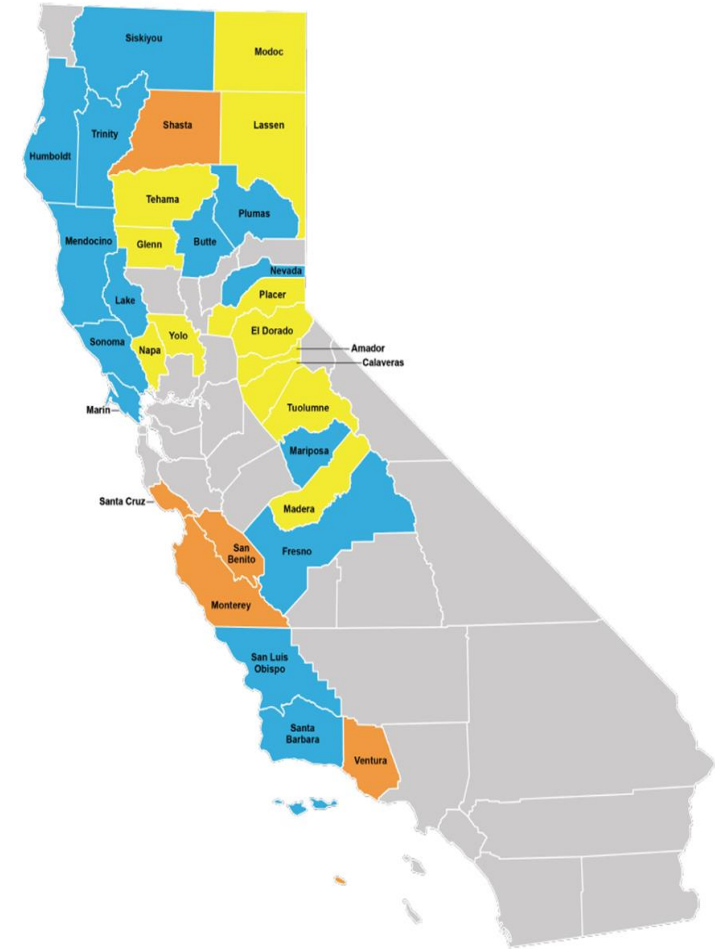 Siskiyou
Modoc
Shasta
Lassen
Trinity
Humboldt
Tehama
Plumas
Mendocino
Glenn
Butte
Nevada
Placer
Lake
El Dorado
Yolo
Sonoma
Napa
Amador
Calaveras
Marin
Tuolumne
Mariposa
Santa Cruz
Madera
San
Benito
Fresno
Monterey
San Luis
Obispo
Santa
Barbara
Ventura